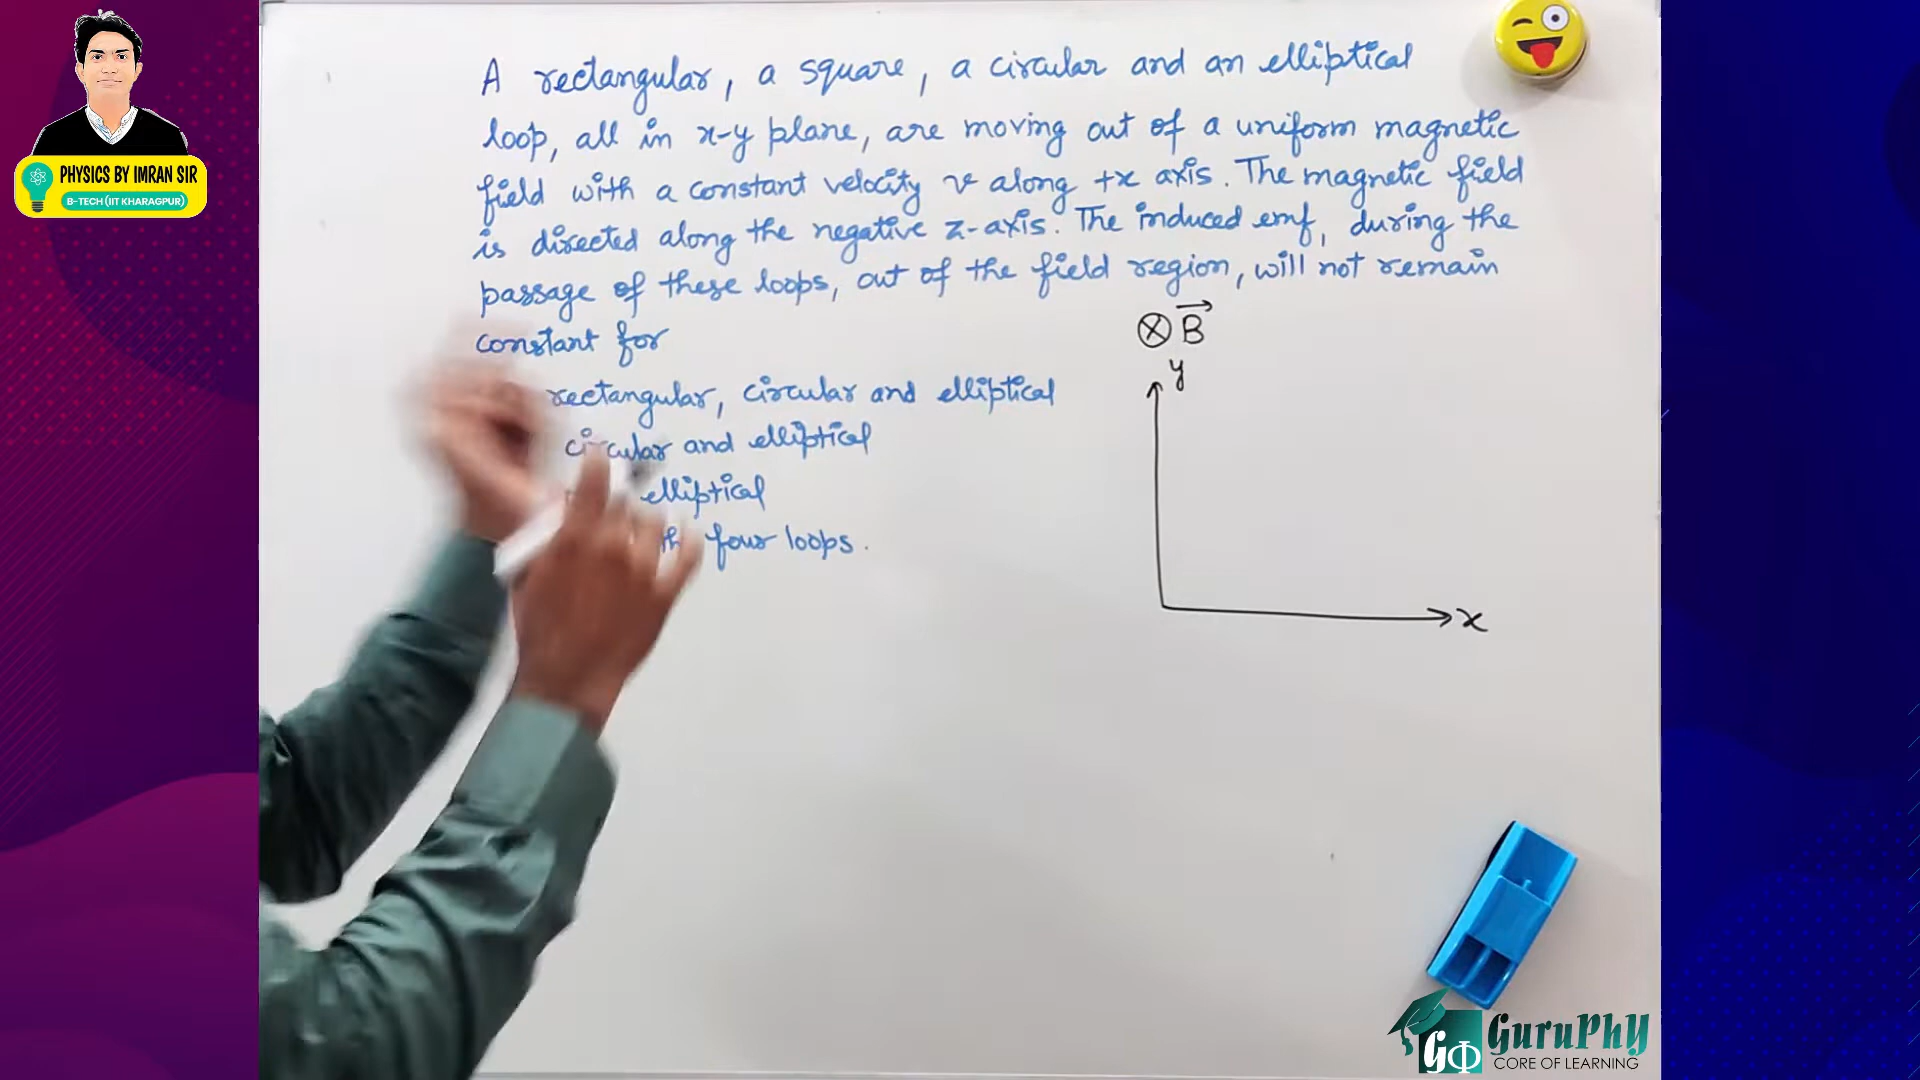 A rectangular, a square, a circular and an elliptical
loop, all in x-y plane, are moving out of a uniform magnetic
field with a constant velocity v along +x axis. The magnetic field
is directed along the negative z-axis. The induced emf, during the
passage of these loops, out of the field region, will not remain
constant for
rectangular, circular and elliptical
circular and elliptical
elliptical
four loops.
⊗ B
y
x
PHYSICS BY IMRAN SIR
B-TECH (IIT KHARAGPUR)
GΦ GURUPHY
CORE OF LEARNING